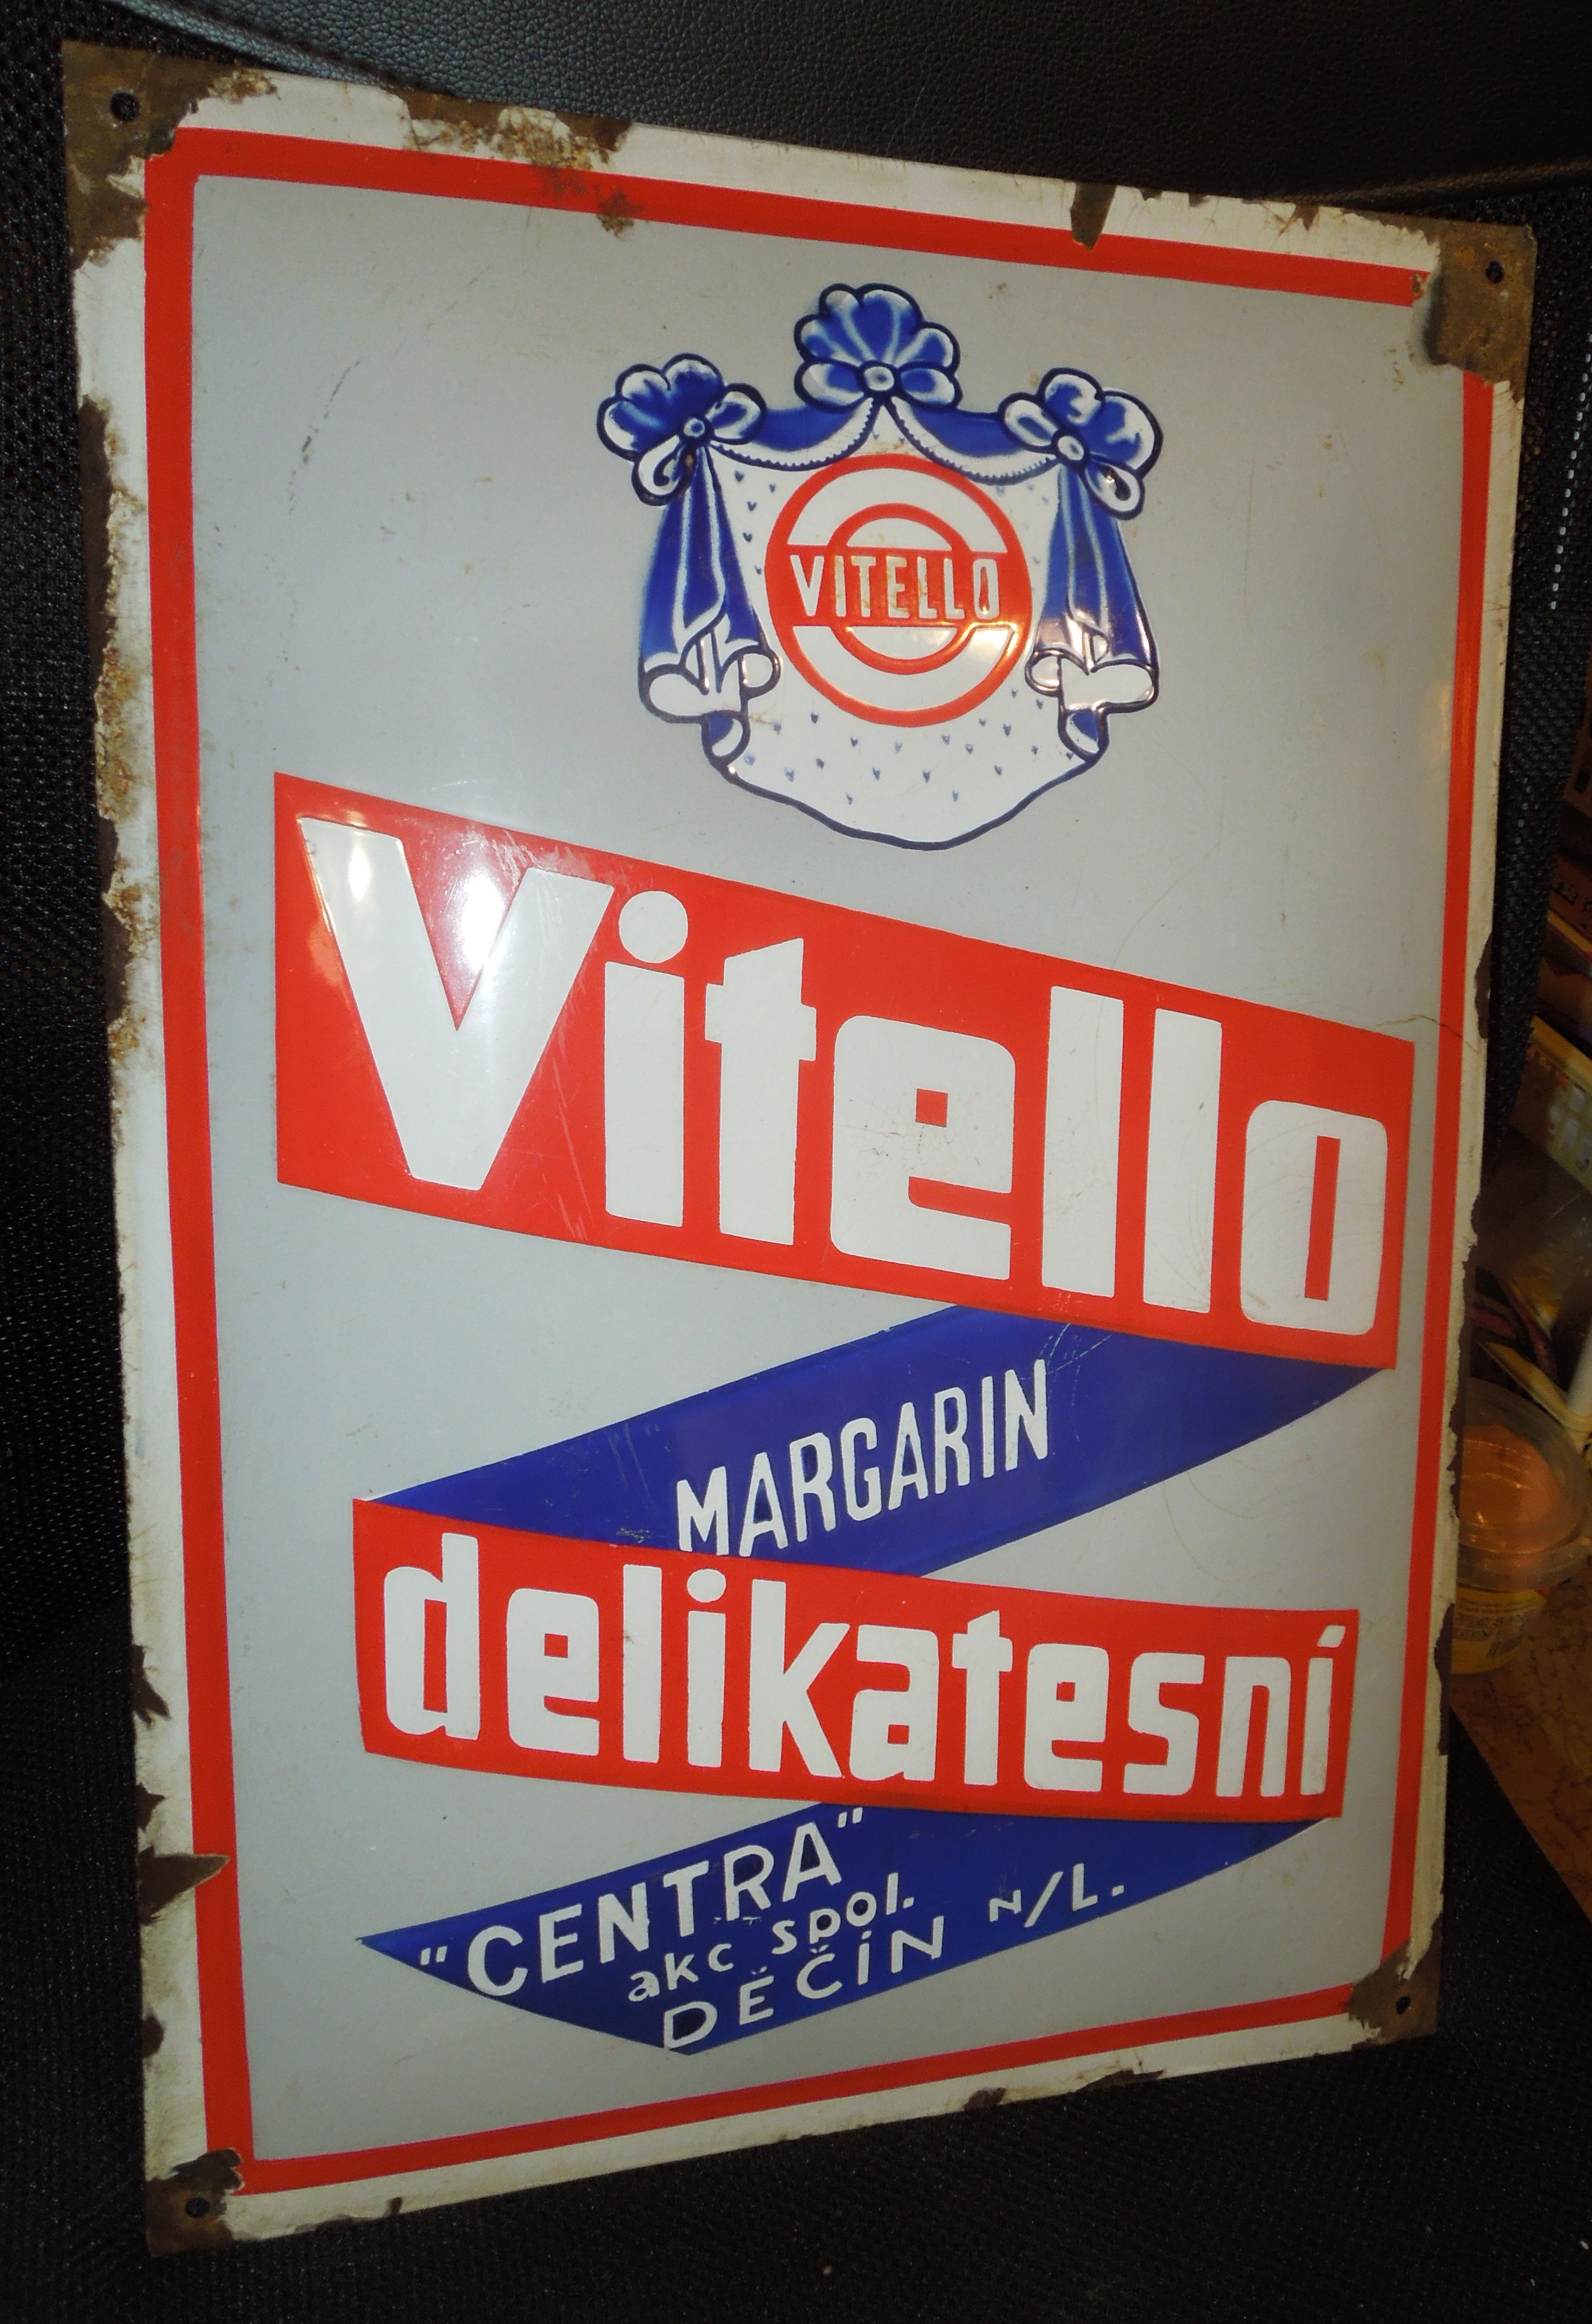 VITELLO
Vitello
MARGARIN
delikatesní
"CENTRA"
akc spol.
DĚČÍN N/L.